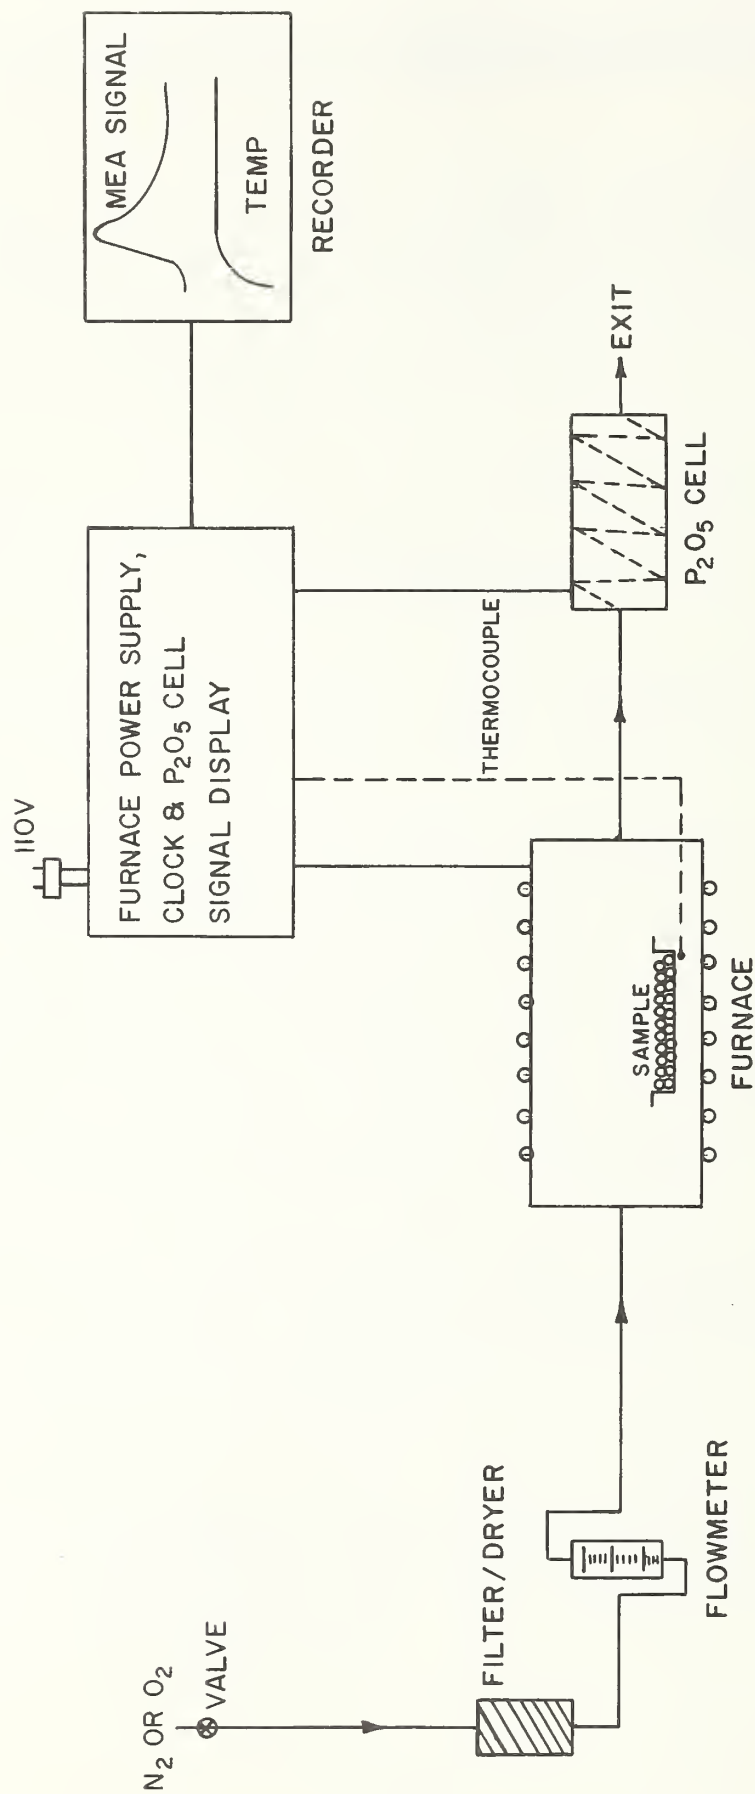 N₂ OR O₂
VALVE
FILTER/DRYER
FLOWMETER
110V
FURNACE POWER SUPPLY,
CLOCK & P₂O₅ CELL
SIGNAL DISPLAY
MEA SIGNAL
TEMP
RECORDER
THERMOCOUPLE
SAMPLE
FURNACE
P₂O₅ CELL
EXIT